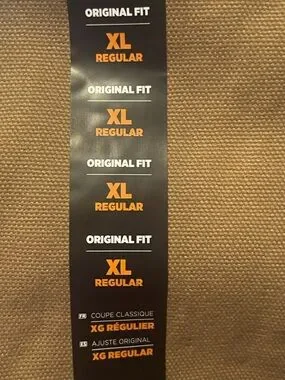 ORIGINAL FIT
XL
REGULAR
ORIGINAL FIT
XL
REGULAR
ORIGINAL FIT
XL
REGULAR
ORIGINAL FIT
XL
REGULAR
FR COUPE CLASSIQUE
XG RÉGULIER
ES AJUSTE ORIGINAL
XG REGULAR